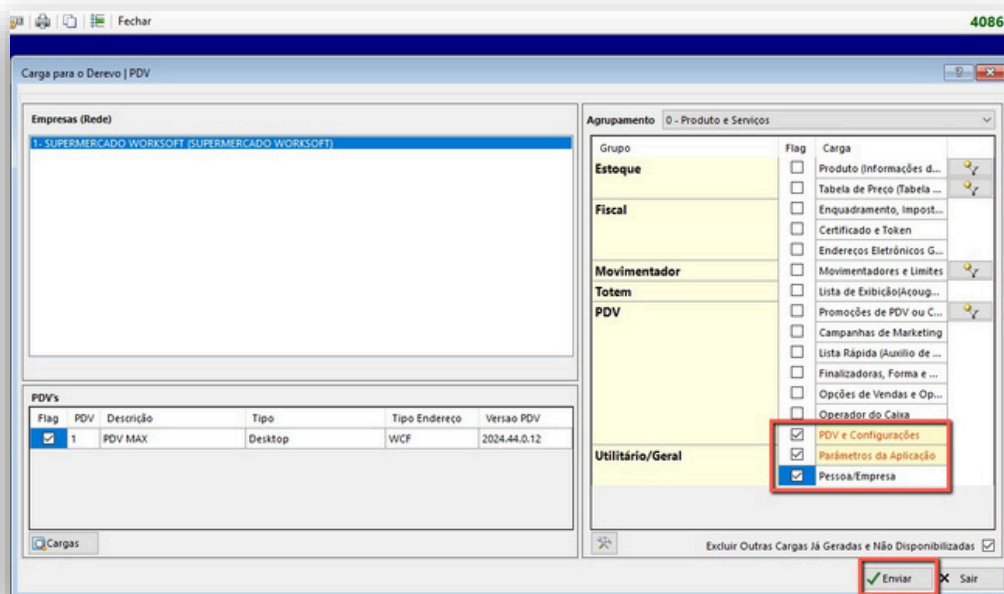 Fechar
4086
Carga para o Derevo | PDV
Empresas (Rede)
1- SUPERMERCADO WORKSOFT (SUPERMERCADO WORKSOFT)
Agrupamento 0 - Produto e Serviços
Grupo Flag Carga
Estoque Produto (Informações d...
Tabela de Preço (Tabela ...
Fiscal Enquadramento, Impost...
Certificado e Token
Endereços Eletrônicos G...
Movimentador Movimentadores e Limites
Totem Lista de Exibição(Açoug...
PDV Promoções de PDV ou C...
Campanhas de Marketing
Lista Rápida (Auxilio de ...
Finalizadoras, Forma e ...
Opções de Vendas e Op...
Operador do Caixa
PDV e Configurações
Utilitário/Geral Parâmetros da Aplicação
Pessoa/Empresa
PDV's
Flag PDV Descrição Tipo Tipo Endereço Versao PDV
1 PDV MAX Desktop WCF 2024.44.0.12
Cargas
Excluir Outras Cargas Já Geradas e Não Disponibilizadas
Enviar Sair